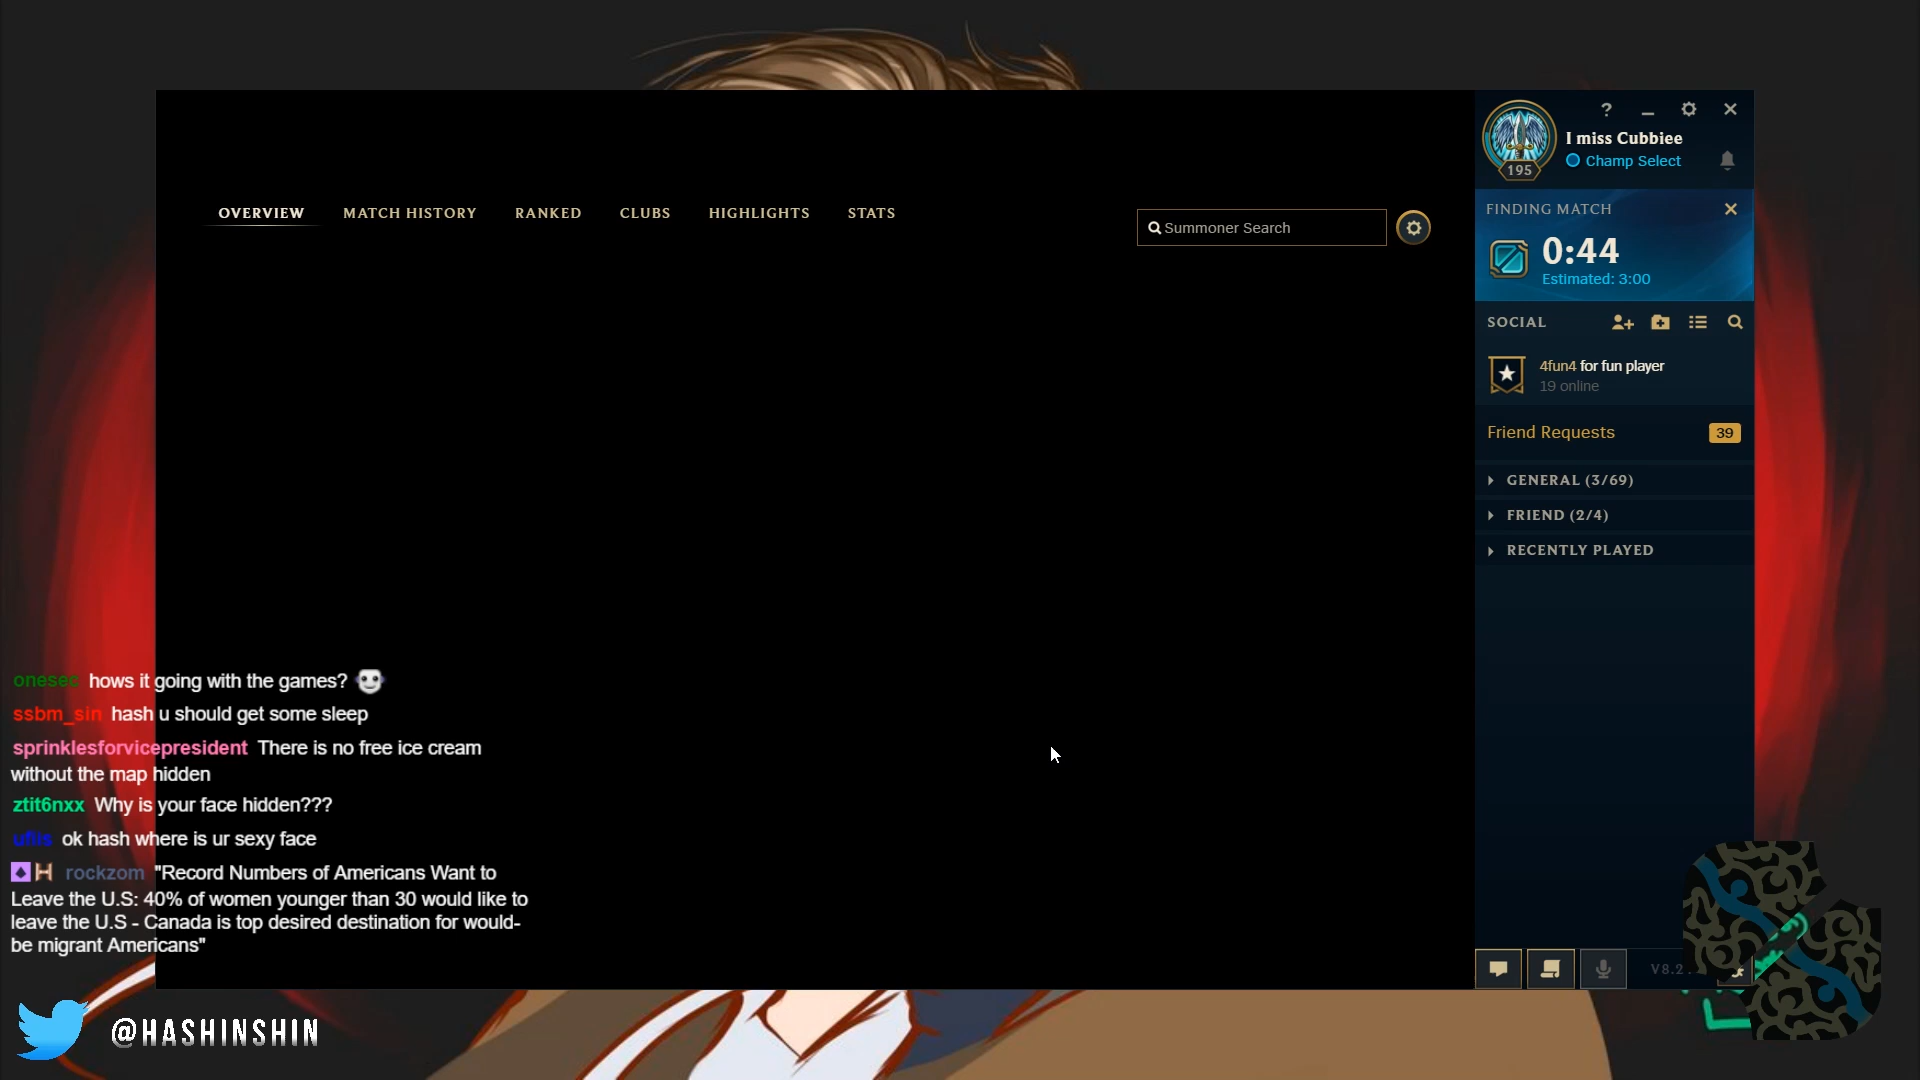 ?
I miss Cubbiee
Champ Select
195
OVERVIEW MATCH HISTORY RANKED CLUBS HIGHLIGHTS STATS
Summoner Search
FINDING MATCH
0:44
Estimated: 3:00
SOCIAL
4fun4 for fun player
19 online
Friend Requests 39
GENERAL (3/69)
FRIEND (2/4)
RECENTLY PLAYED
onesec hows it going with the games?
ssbm_sin hash u should get some sleep
sprinklesforvicepresident There is no free ice cream
without the map hidden
ztit6nxx Why is your face hidden???
ok hash where is ur sexy face
H rockzom "Record Numbers of Americans Want to
Leave the U.S: 40% of women younger than 30 would like to
leave the U.S - Canada is top desired destination for would-
be migrant Americans"
V8.2
@HASHINSHIN